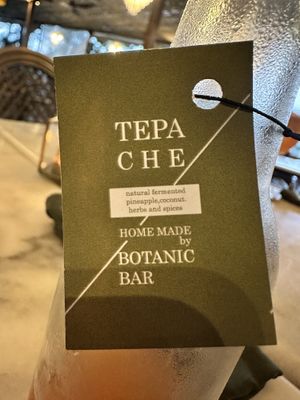 TEPA
CHE
natural fermented
pineapple,coconut.
herbs and spices
HOME MADE
by
BOTANIC
BAR